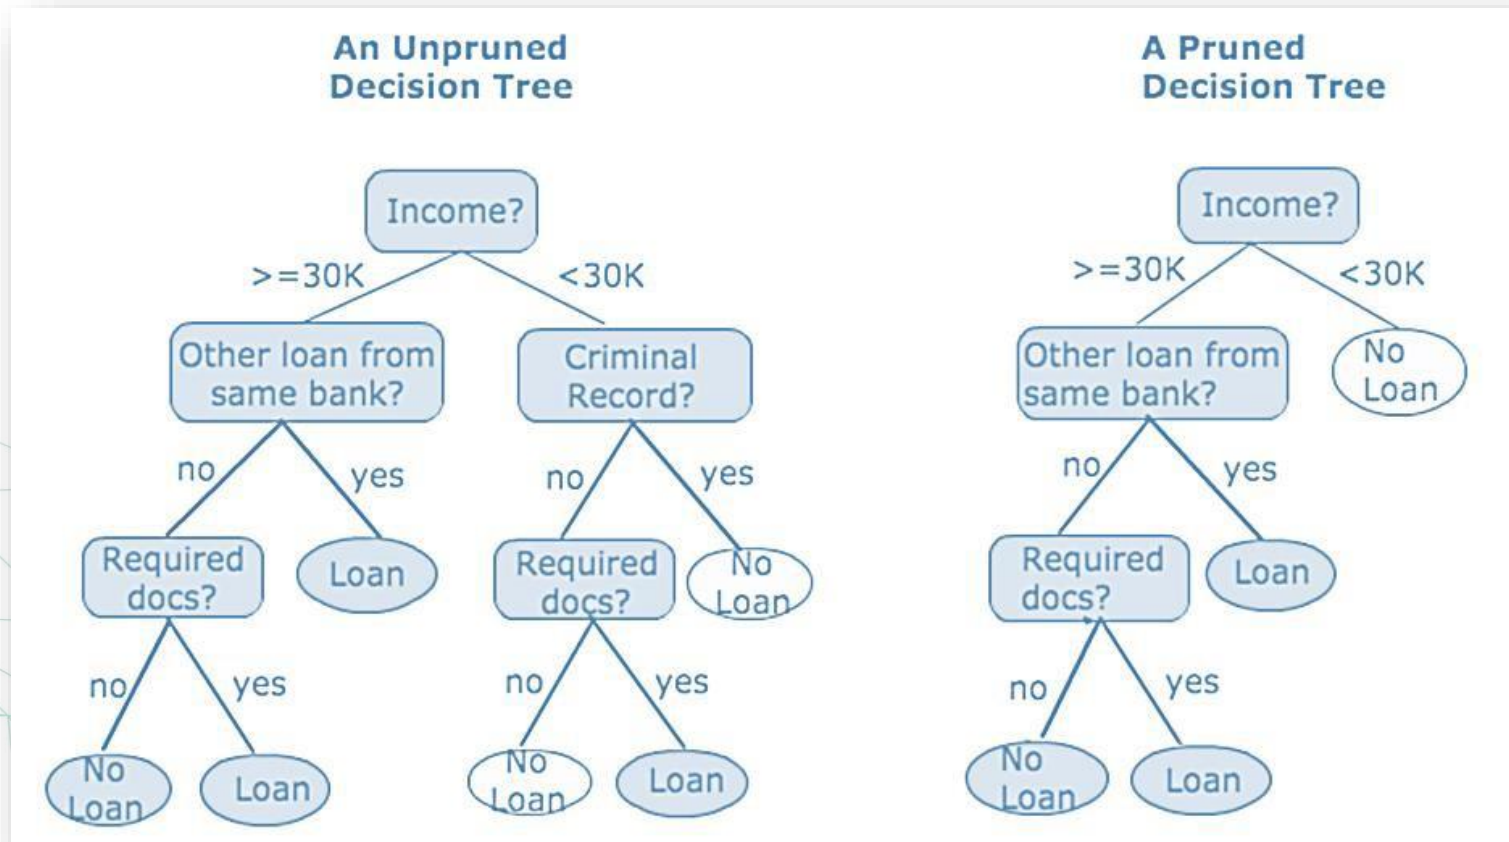 An Unpruned
Decision Tree
Income?
>=30K
<30K
Other loan from
same bank?
Criminal
Record?
no
yes
no
yes
Required
docs?
Loan
Required
docs?
No
Loan
no
yes
no
yes
No
Loan
Loan
No
Loan
Loan
A Pruned
Decision Tree
Income?
>=30K
<30K
Other loan from
same bank?
No
Loan
no
yes
Required
docs?
Loan
no
yes
No
Loan
Loan